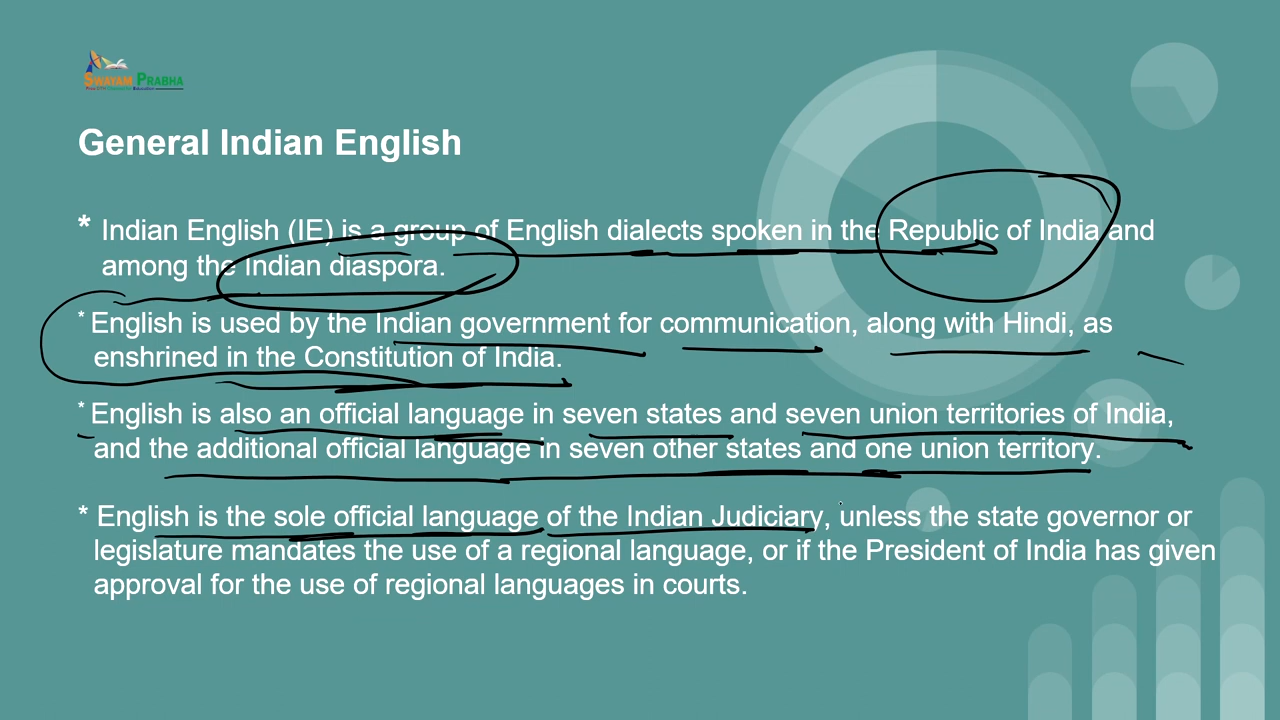 SWAYAM PRABHA
General Indian English
* Indian English (IE) is a group of English dialects spoken in the Republic of India and
among the Indian diaspora.
* English is used by the Indian government for communication, along with Hindi, as
enshrined in the Constitution of India.
* English is also an official language in seven states and seven union territories of India,
and the additional official language in seven other states and one union territory.
* English is the sole official language of the Indian Judiciary, unless the state governor or
legislature mandates the use of a regional language, or if the President of India has given
approval for the use of regional languages in courts.